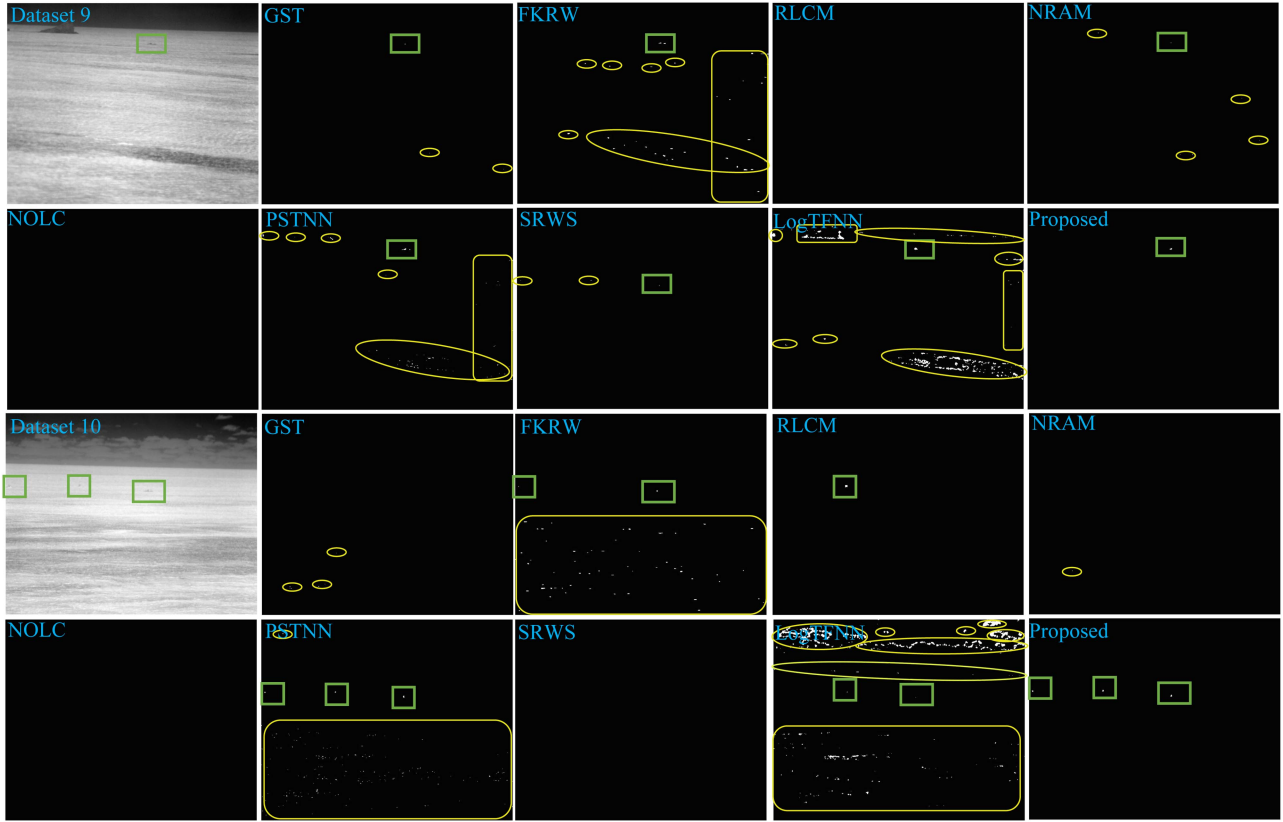 Dataset 9
GST
FKRW
RLCM
NRAM
NOLC
PSTNN
SRWS
LogTFNN
Proposed
Dataset 10
GST
FKRW
RLCM
NRAM
NOLC
PSTNN
SRWS
LogTFNN
Proposed